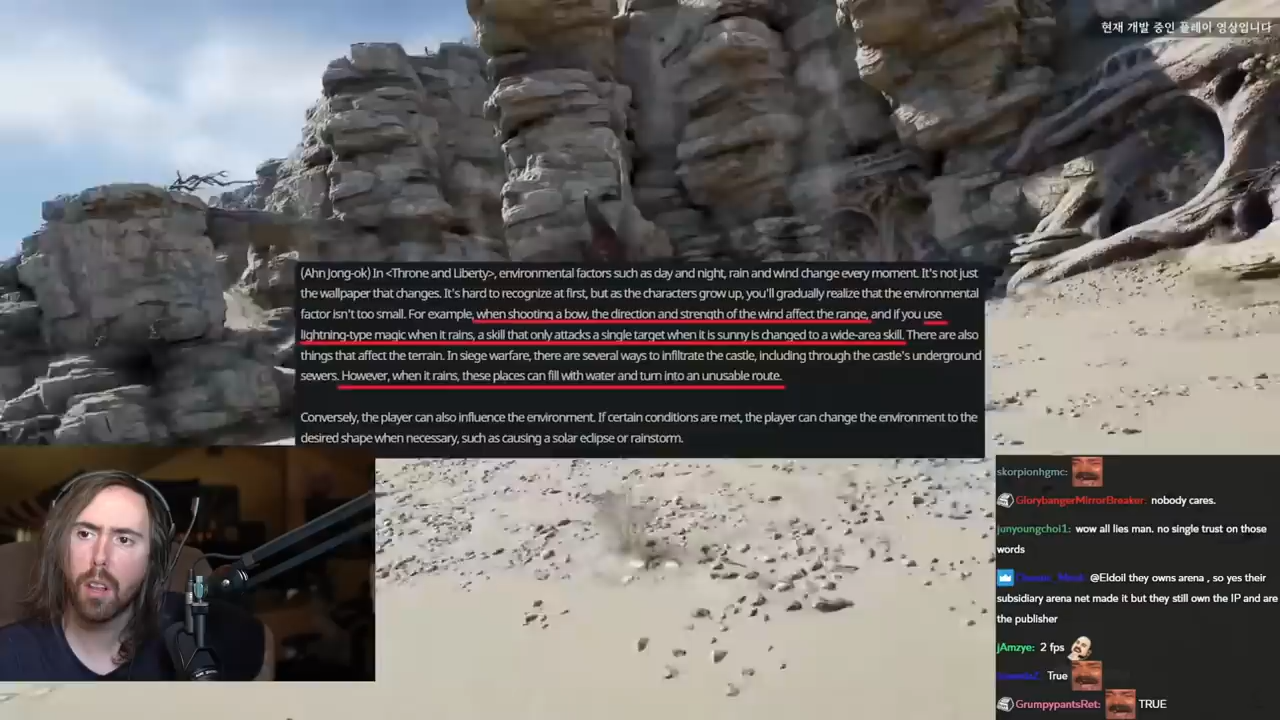 현재 개발 중인 플레이 영상입니다
(Ahn Jong-ok) In <Throne and Liberty>, environmental factors such as day and night, rain and wind change every moment. It's not just
the wallpaper that changes. It's hard to recognize at first, but as the characters grow up, you'll gradually realize that the environmental
factor isn't too small. For example, when shooting a bow, the direction and strength of the wind affect the range, and if you use
lightning-type magic when it rains, a skill that only attacks a single target when it is sunny is changed to a wide-area skill. There are also
things that affect the terrain. In siege warfare, there are several ways to infiltrate the castle, including through the castle's underground
sewers. However, when it rains, these places can fill with water and turn into an unusable route.
Conversely, the player can also influence the environment. If certain conditions are met, the player can change the environment to the
desired shape when necessary, such as causing a solar eclipse or rainstorm.
skorpionhgmc:
GlorybangerMirrorBreaker: nobody cares.
junyoungchoi1: wow all lies man. no single trust on those
words
@Eldoil they owns arena , so yes their
subsidiary arena net made it but they still own the IP and are
the publisher
jAmzye: 2 fps
True
GrumpypantsRet: TRUE